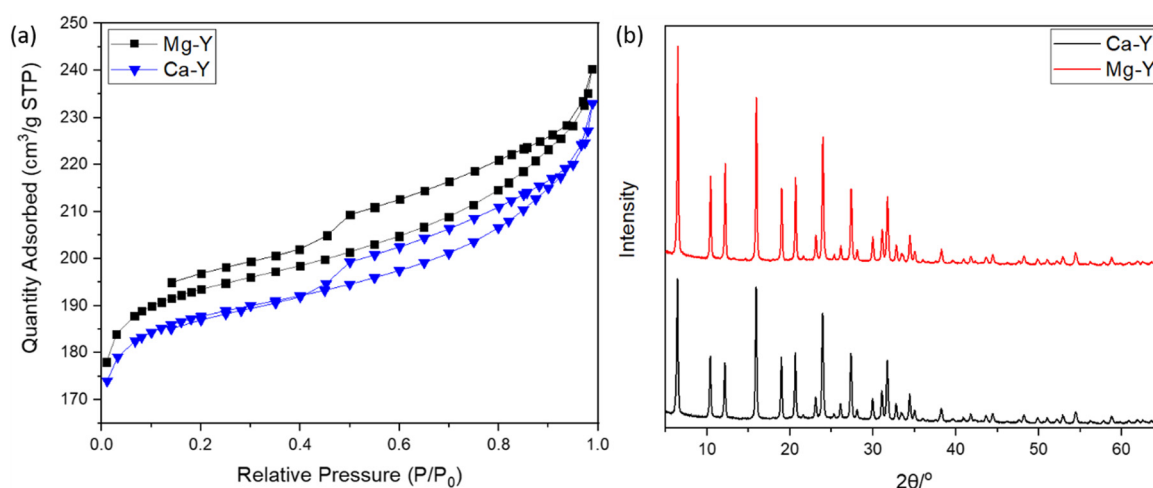 (a)
Mg-Y
Ca-Y
Quantity Adsorbed (cm³/g STP)
250
240
230
220
210
200
190
180
170
0.0 0.2 0.4 0.6 0.8 1.0
Relative Pressure (P/P₀)
(b)
Ca-Y
Mg-Y
Intensity
10 20 30 40 50 60
2θ/º